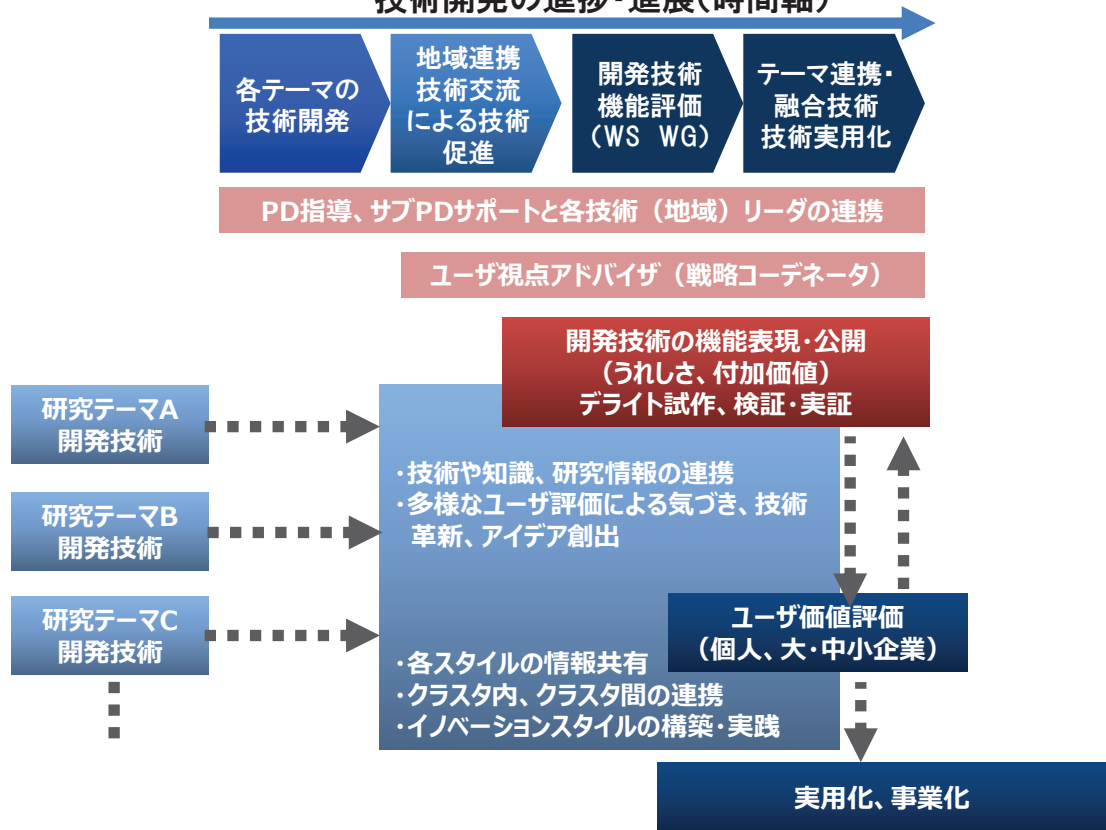 技術開発の進捗・進展(時間軸)
各テーマの
技術開発
地域連携
技術交流
による技術
促進
開発技術
機能評価
(WS WG)
テーマ連携・
融合技術
技術実用化
PD指導、サブPDサポートと各技術（地域）リーダの連携
ユーザ視点アドバイザ（戦略コーデネータ）
開発技術の機能表現・公開
（うれしさ、付加価値）
デライト試作、検証・実証
研究テーマA
開発技術
研究テーマB
開発技術
研究テーマC
開発技術
・技術や知識、研究情報の連携
・多様なユーザ評価による気づき、技術
革新、アイデア創出
・各スタイルの情報共有
・クラスタ内、クラスタ間の連携
・イノベーションスタイルの構築・実践
ユーザ価値評価
（個人、大・中小企業）
実用化、事業化